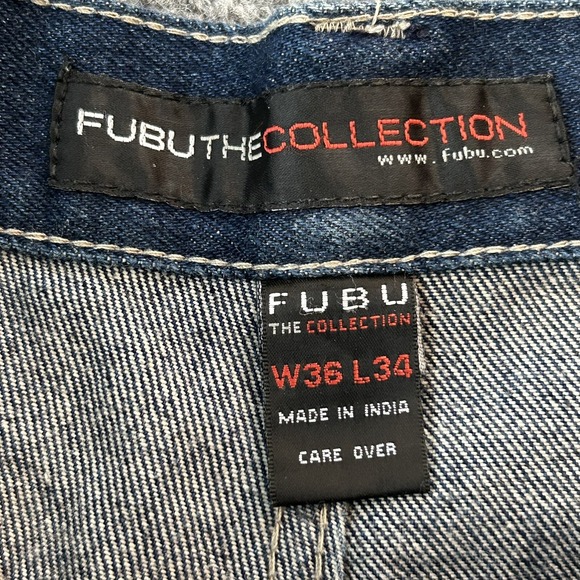 FUBUTHECOLLECTION
www.fubu.com
FUBU
THE COLLECTION
W36 L34
MADE IN INDIA
CARE OVER